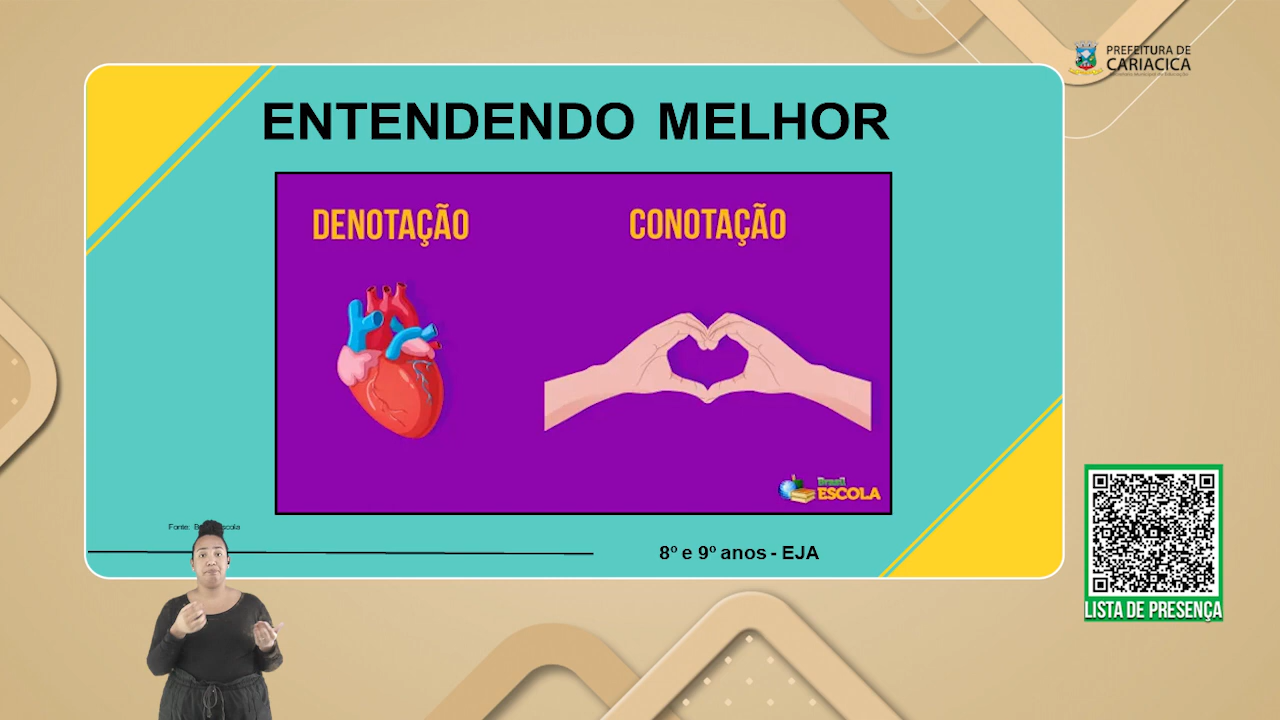 PREFEITURA DE
CARIACICA
ENTENDENDO MELHOR
DENOTAÇÃO
CONOTAÇÃO
Brasil
ESCOLA
Fonte:
8º e 9º anos - EJA
LISTA DE PRESENÇA